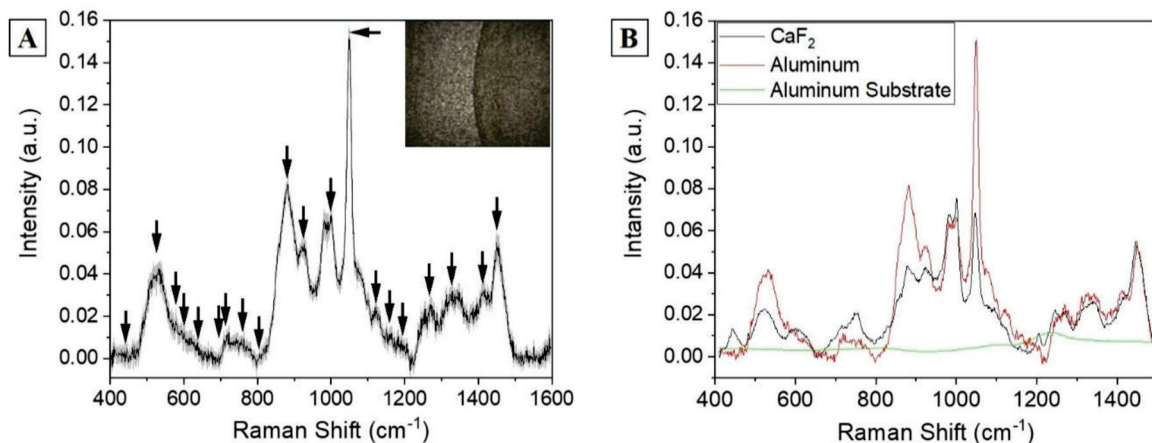 A
0.16
0.14
0.12
0.10
0.08
0.06
0.04
0.02
0.00
Intensity (a.u.)
400 600 800 1000 1200 1400 1600
Raman Shift (cm⁻¹)
B
0.16
0.14
0.12
0.10
0.08
0.06
0.04
0.02
0.00
Intansity (a.u.)
CaF₂
Aluminum
Aluminum Substrate
400 600 800 1000 1200 1400
Raman Shift (cm⁻¹)